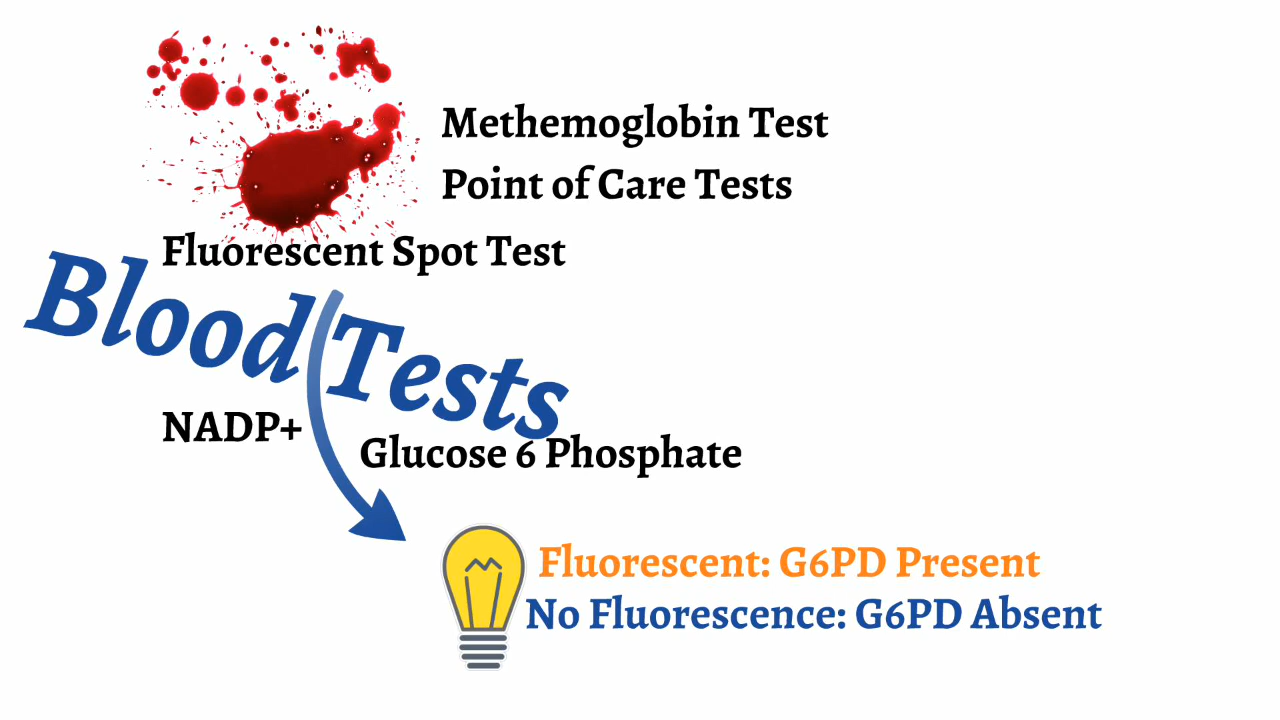 Methemoglobin Test
Point of Care Tests
Fluorescent Spot Test
Blood Tests
NADP+
Glucose 6 Phosphate
Fluorescent: G6PD Present
No Fluorescence: G6PD Absent